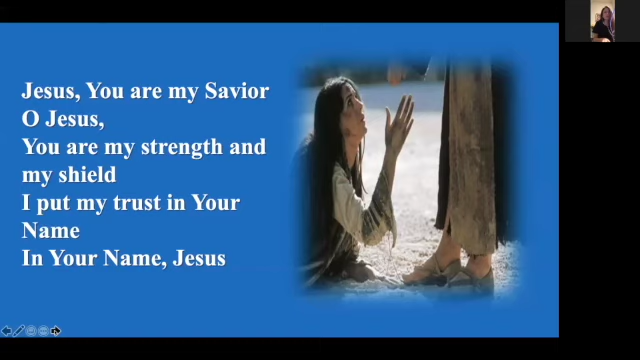 Jesus, You are my Savior
O Jesus,
You are my strength and
my shield
I put my trust in Your
Name
In Your Name, Jesus